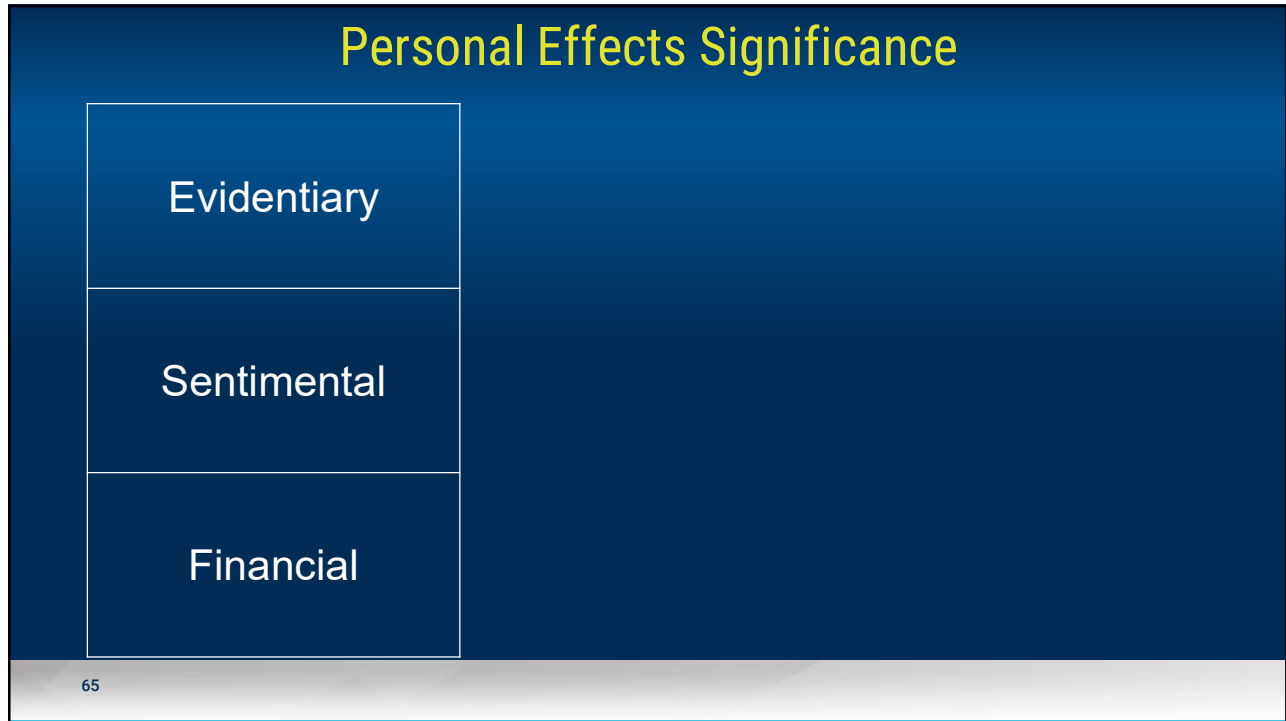 Personal Effects Significance
Evidentiary
Sentimental
Financial
65